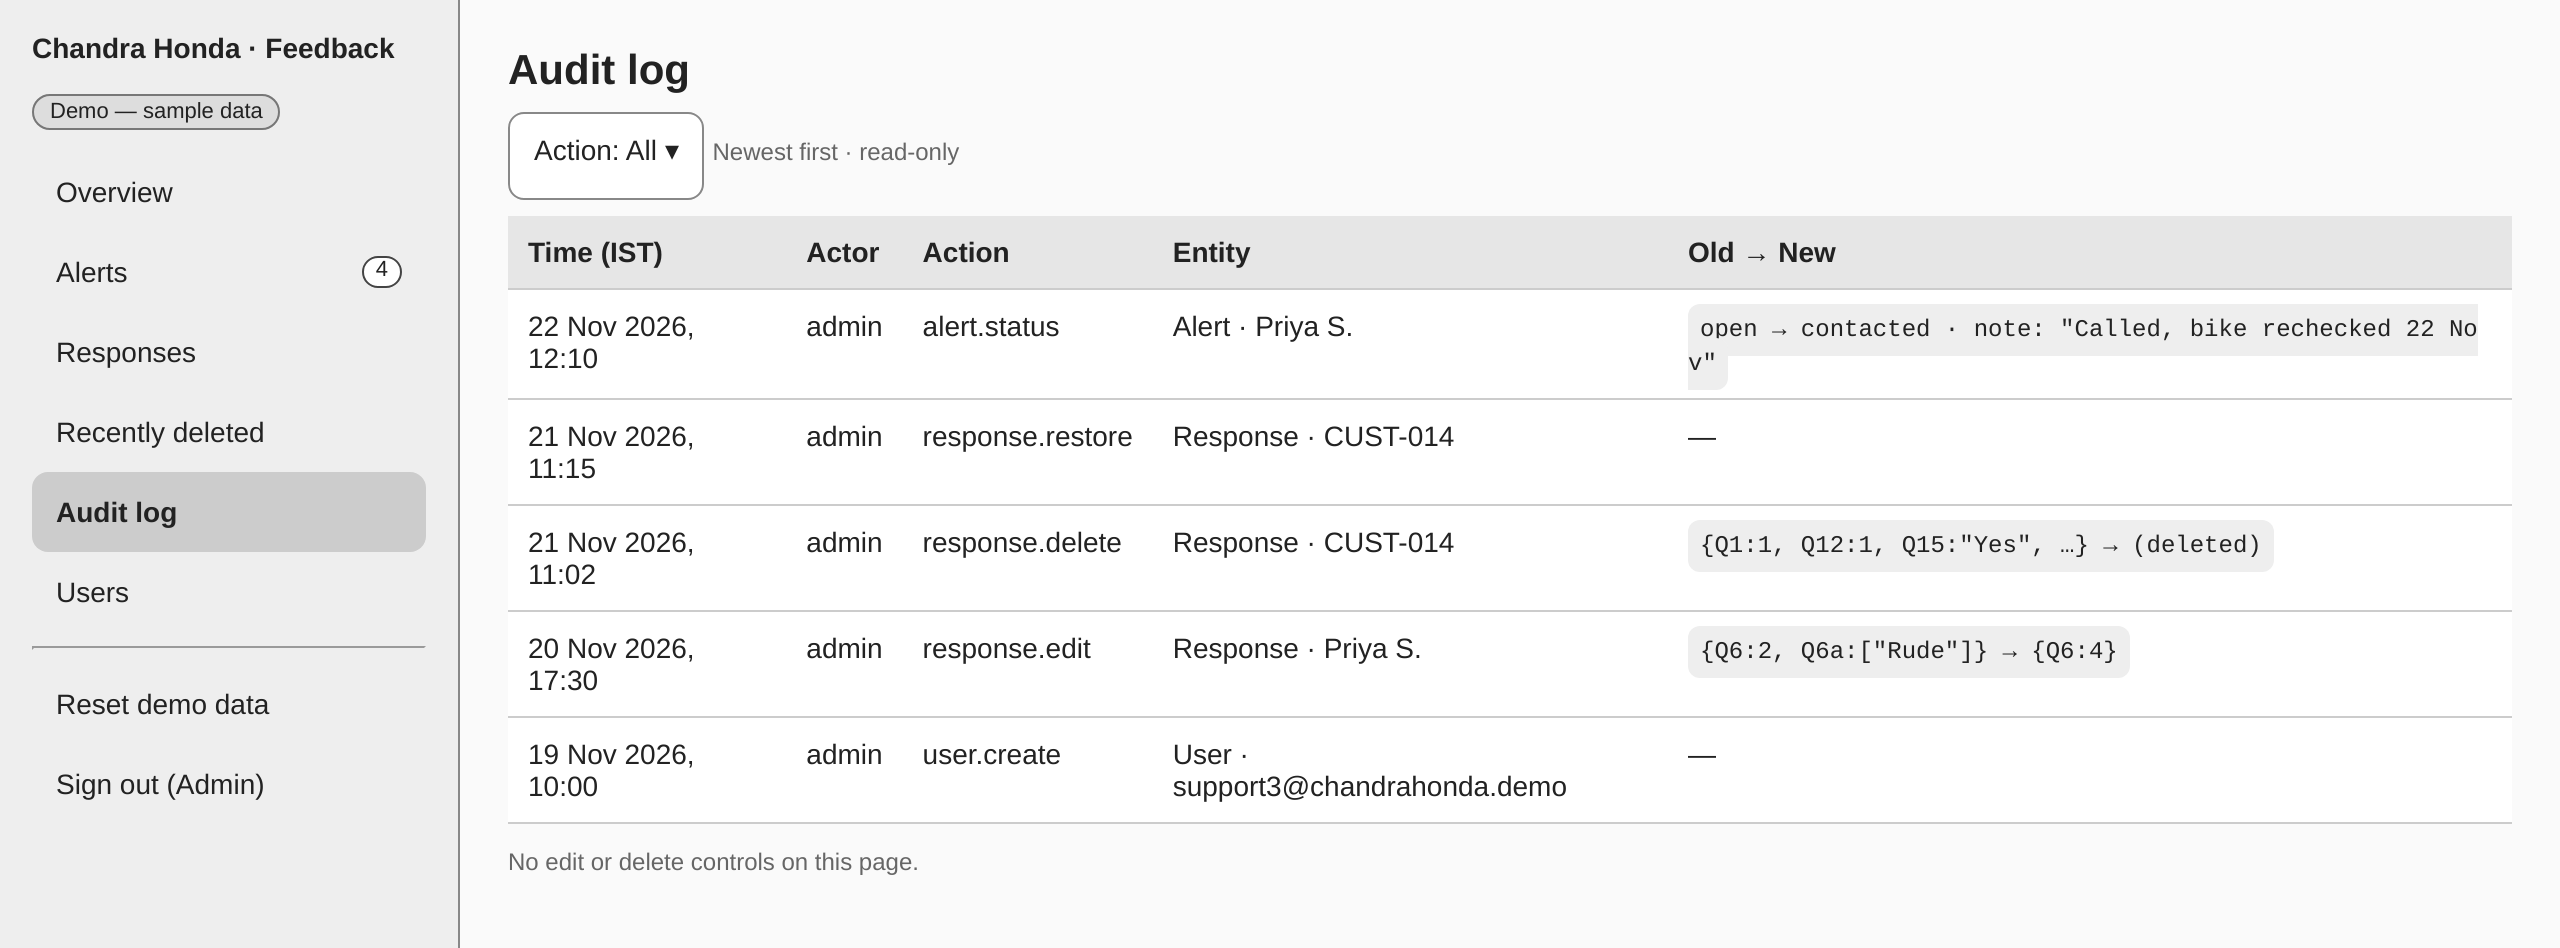 Chandra Honda · Feedback
Demo — sample data
Overview
Alerts 4
Responses
Recently deleted
Audit log
Users
Reset demo data
Sign out (Admin)
Audit log
Action: All ▾ Newest first · read-only
Time (IST) Actor Action Entity Old → New
22 Nov 2026, admin alert.status Alert · Priya S. open → contacted · note: "Called, bike rechecked 22 No
12:10 v"
21 Nov 2026, admin response.restore Response · CUST-014 —
11:15
21 Nov 2026, admin response.delete Response · CUST-014 {Q1:1, Q12:1, Q15:"Yes", …} → (deleted)
11:02
20 Nov 2026, admin response.edit Response · Priya S. {Q6:2, Q6a:["Rude"]} → {Q6:4}
17:30
19 Nov 2026, admin user.create User · —
10:00 support3@chandrahonda.demo
No edit or delete controls on this page.